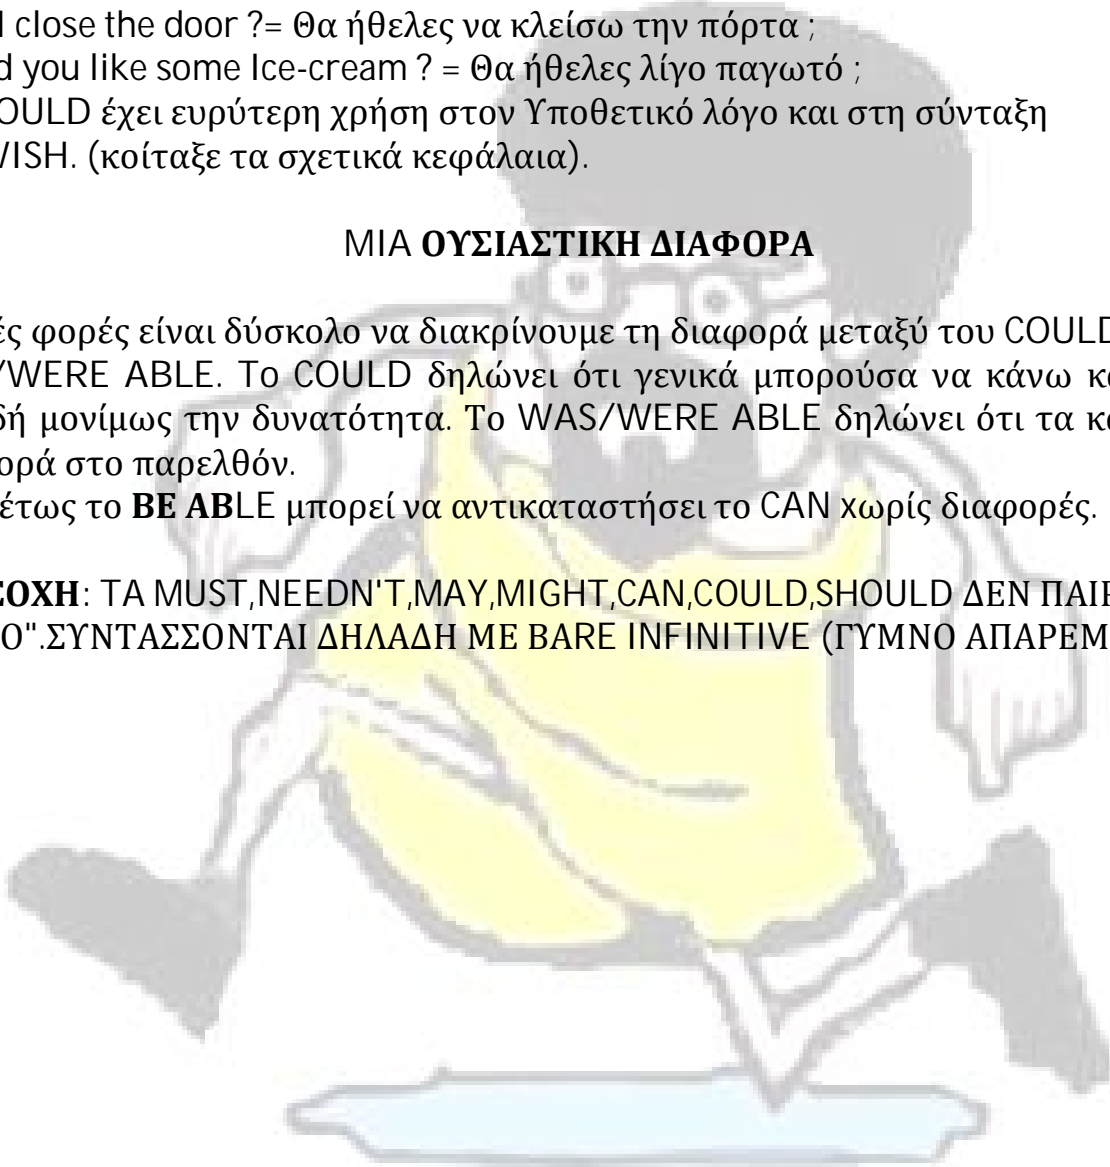 I close the door ?= Θα ήθελες να κλείσω την πόρτα ;
d you like some Ice-cream ? = Θα ήθελες λίγο παγωτό ;
OULD έχει ευρύτερη χρήση στον Υποθετικό λόγο και στη σύνταξη
WISH. (κοίταξε τα σχετικά κεφάλαια).
ΜΙΑ ΟΥΣΙΑΣΤΙΚΗ ΔΙΑΦΟΡΑ
ές φορές είναι δύσκολο να διακρίνουμε τη διαφορά μεταξύ του COULD
/WERE ABLE. Το COULD δηλώνει ότι γενικά μπορούσα να κάνω κ
δή μονίμως την δυνατότητα. Το WAS/WERE ABLE δηλώνει ότι τα κ
ορά στο παρελθόν.
έτως το BE ABLE μπορεί να αντικαταστήσει το CAN xωρίς διαφορές.
ΣΟΧΗ: ΤΑ MUST,NEEDN'T,MAY,MIGHT,CAN,COULD,SHOULD ΔΕΝ ΠΑΙΡ
O".ΣΥΝΤΑΣΣΟΝΤΑΙ ΔΗΛΑΔΗ ΜΕ BARE INFINITIVE (ΓΥΜΝΟ ΑΠΑΡΕΜ